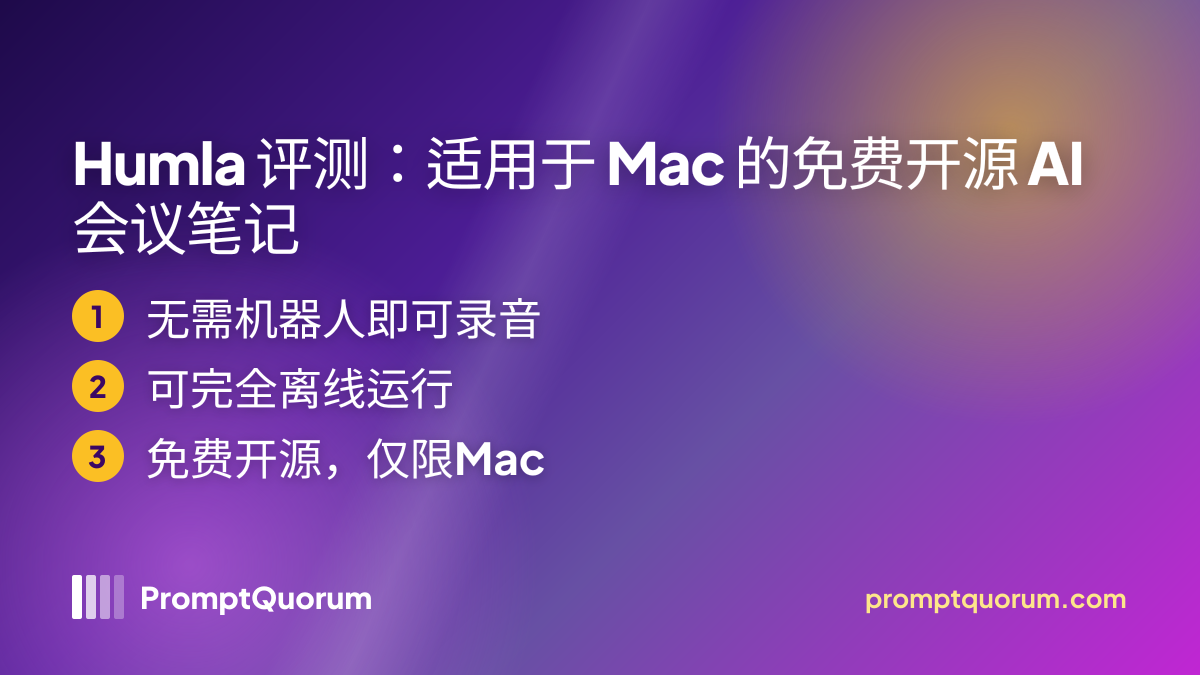 Humla 评测：适用于 Mac 的免费开源 AI
会议笔记
1 无需机器人即可录音
2 可完全离线运行
3 免费开源，仅限Mac
PromptQuorum
promptquorum.com